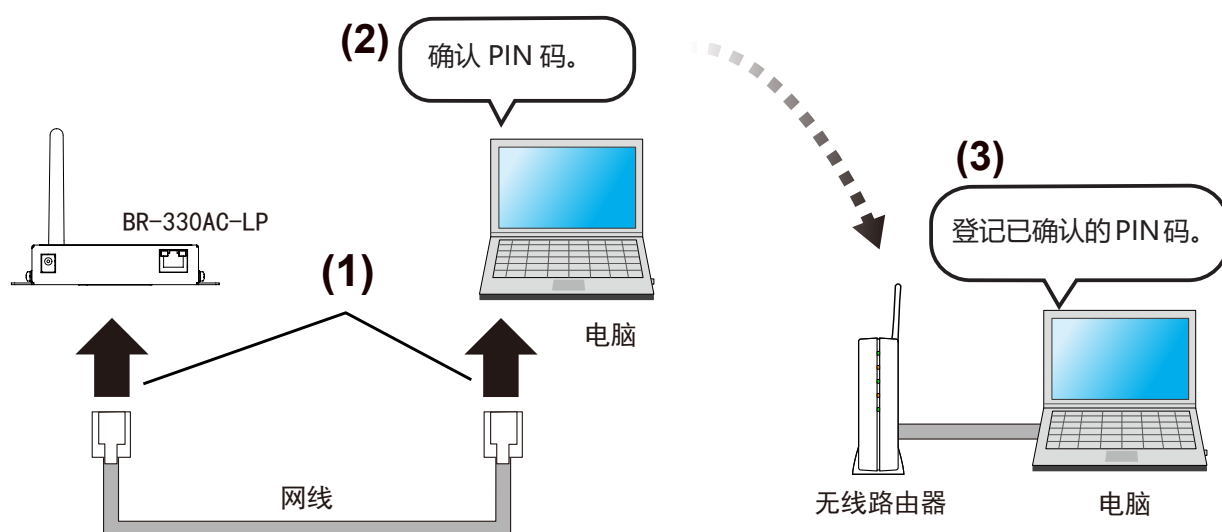 (2)
确认 PIN 码。
BR-330AC-LP
(1)
电脑
网线
(3)
登记已确认的PIN码。
无线路由器
电脑